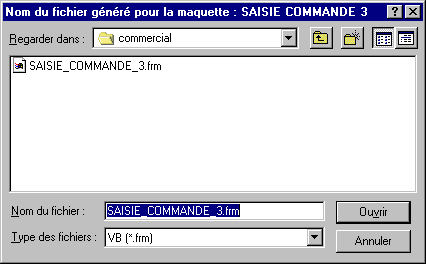 Nom du fichier généré pour la maquette : SAISIE COMMANDE 3
Regarder dans :
commercial
SAISIE_COMMANDE_3.frm
Nom du fichier :
SAISIE_COMMANDE_3.frm
Ouvrir
Type des fichiers :
VB (*.frm)
Annuler